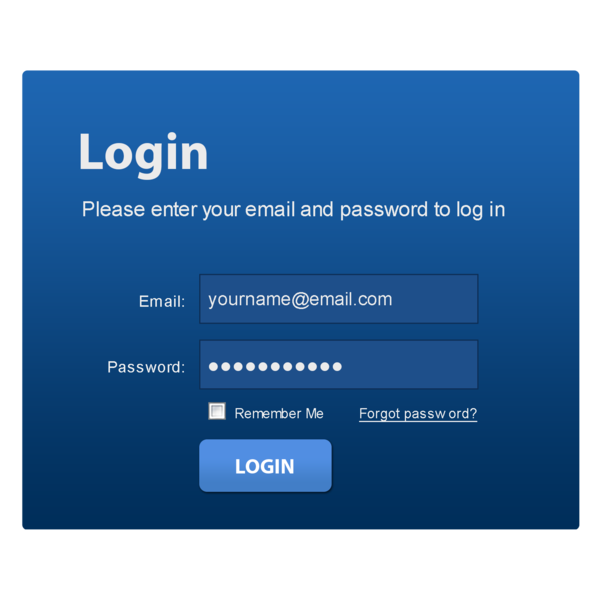 Login
Please enter your email and password to log in
Email: yourname@email.com
Password: ●●●●●●●●●●●
Remember Me Forgot password?
LOGIN